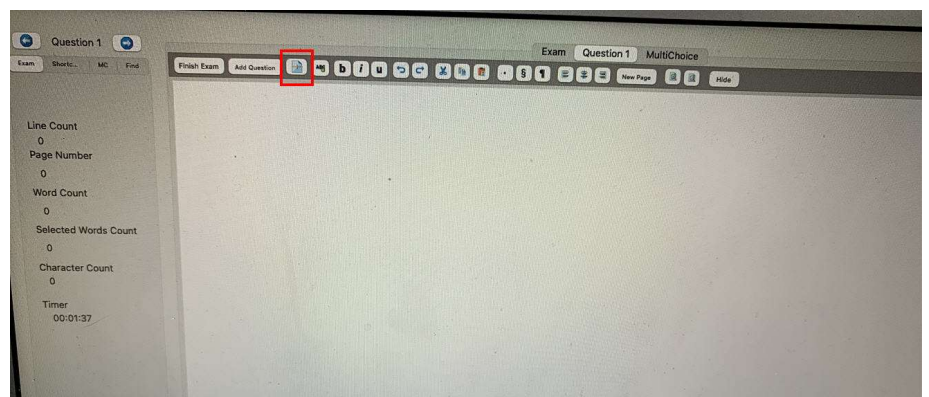 Question 1
Exam Question 1 MultiChoice
Exam Shortc... MC Find
Finish Exam Add Question b i u § ¶ New Page Hide
Line Count
0
Page Number
0
Word Count
0
Selected Words Count
0
Character Count
0
Timer
00:01:37